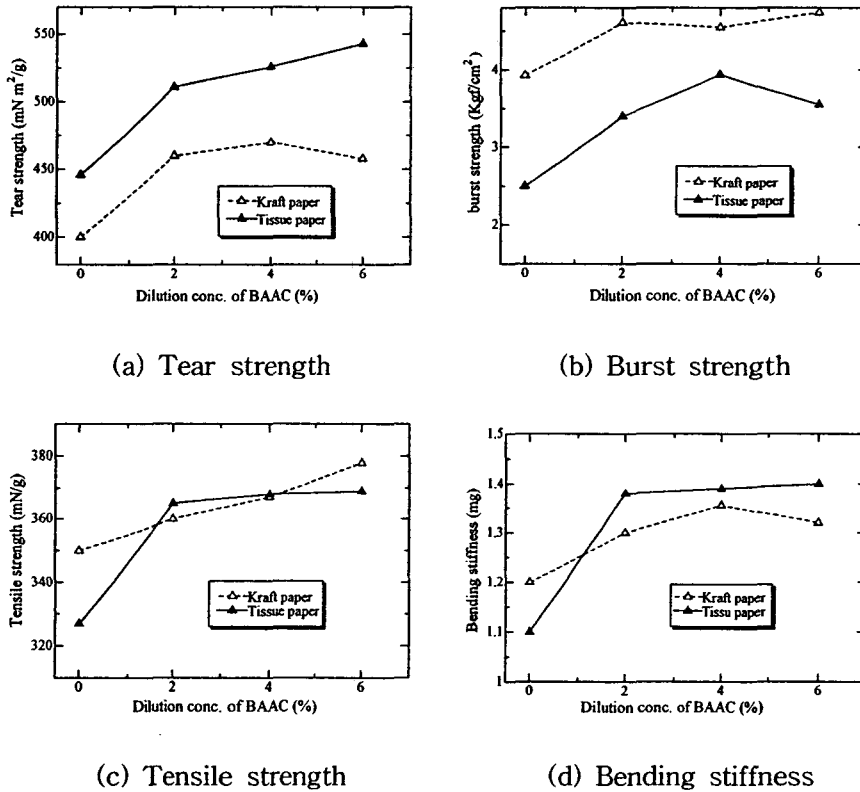 550
500
450
400
Tear strength (mN m²/g)
Kraft paper
Tissue paper
0 2 4 6
Dilution conc. of BAAC (%)
(a) Tear strength
4
3
2
burst strength (Kgf/cm²)
Kraft paper
Tissue paper
0 2 4 6
Dilution conc. of BAAC (%)
(b) Burst strength
380
360
340
320
Tensile strength (mN/g)
Kraft paper
Tissue paper
0 2 4 6
Dilution conc. of BAAC (%)
(c) Tensile strength
1.5
1.4
1.3
1.2
1.1
1
Bending stiffness (mg)
Kraft paper
Tissu paper
0 2 4 6
Dilution conc. of BAAC (%)
(d) Bending stiffness